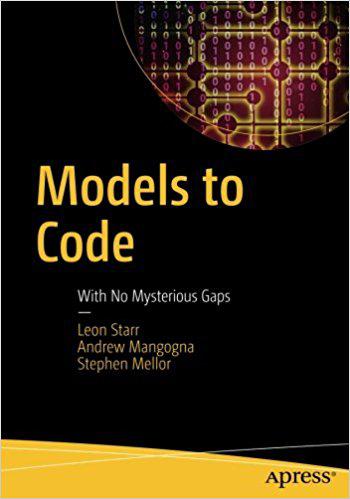 Models to
Code
With No Mysterious Gaps
—
Leon Starr
Andrew Mangogna
Stephen Mellor
Apress®